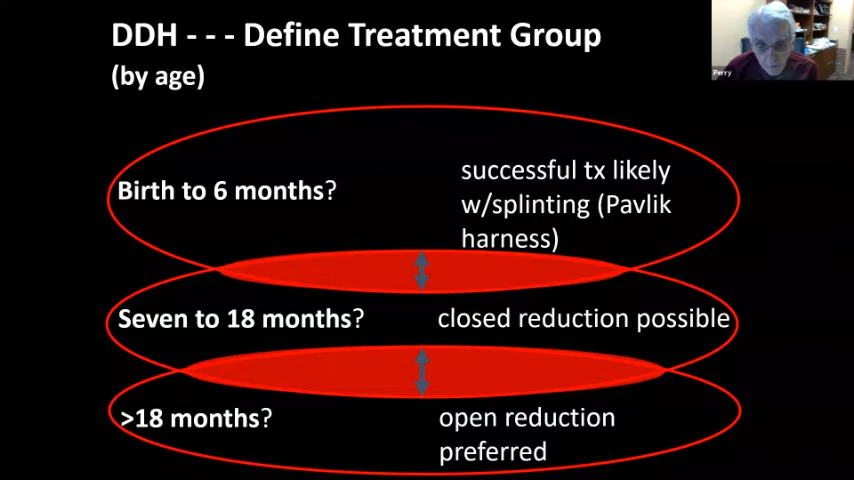 DDH - - - Define Treatment Group
(by age)
Perry
Birth to 6 months?
successful tx likely
w/splinting (Pavlik
harness)
Seven to 18 months?
closed reduction possible
>18 months?
open reduction
preferred